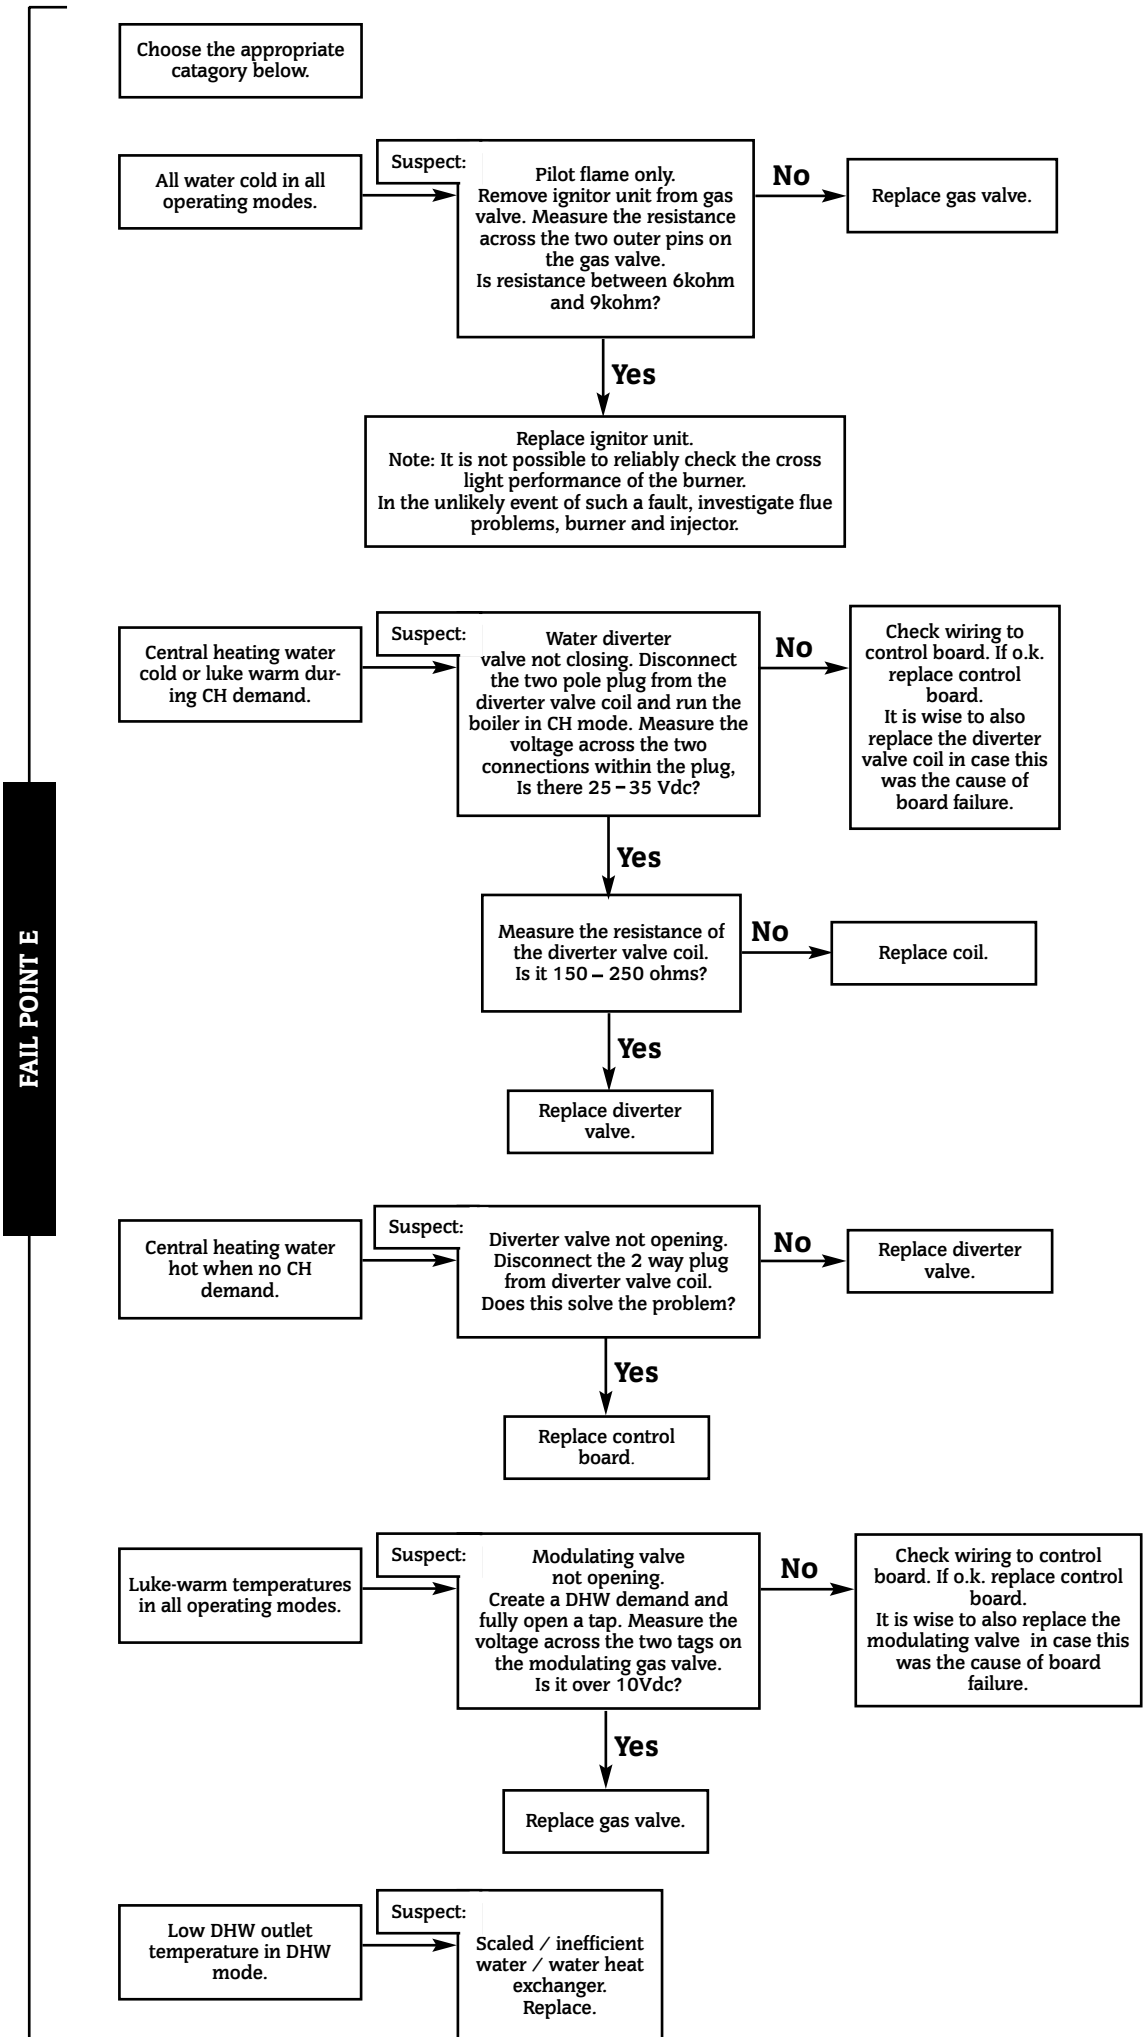 Choose the appropriate
catagory below.
All water cold in all
operating modes.
Suspect:
Pilot flame only.
Remove ignitor unit from gas
valve. Measure the resistance
across the two outer pins on
the gas valve.
Is resistance between 6kohm
and 9kohm?
No
Replace gas valve.
Yes
Replace ignitor unit.
Note: It is not possible to reliably check the cross
light performance of the burner.
In the unlikely event of such a fault, investigate flue
problems, burner and injector.
Central heating water
cold or luke warm dur-
ing CH demand.
Suspect:
Water diverter
valve not closing. Disconnect
the two pole plug from the
diverter valve coil and run the
boiler in CH mode. Measure the
voltage across the two
connections within the plug,
Is there 25 – 35 Vdc?
No
Check wiring to
control board. If o.k.
replace control
board.
It is wise to also
replace the diverter
valve coil in case this
was the cause of
board failure.
Yes
Measure the resistance of
the diverter valve coil.
Is it 150 – 250 ohms?
No
Replace coil.
Yes
Replace diverter
valve.
FAIL POINT E
Central heating water
hot when no CH
demand.
Suspect:
Diverter valve not opening.
Disconnect the 2 way plug
from diverter valve coil.
Does this solve the problem?
No
Replace diverter
valve.
Yes
Replace control
board.
Luke-warm temperatures
in all operating modes.
Suspect:
Modulating valve
not opening.
Create a DHW demand and
fully open a tap. Measure the
voltage across the two tags on
the modulating gas valve.
Is it over 10Vdc?
No
Check wiring to control
board. If o.k. replace control
board.
It is wise to also replace the
modulating valve in case this
was the cause of board
failure.
Yes
Replace gas valve.
Low DHW outlet
temperature in DHW
mode.
Suspect:
Scaled / inefficient
water / water heat
exchanger.
Replace.